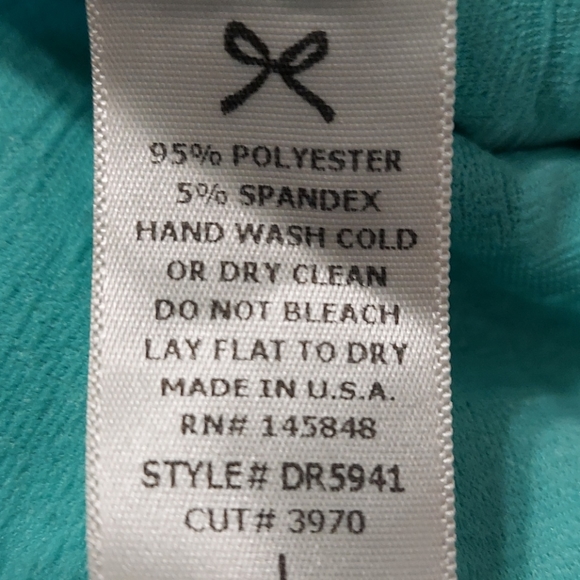 95% POLYESTER
5% SPANDEX
HAND WASH COLD
OR DRY CLEAN
DO NOT BLEACH
LAY FLAT TO DRY
MADE IN U.S.A.
RN# 145848
STYLE# DR5941
CUT# 3970